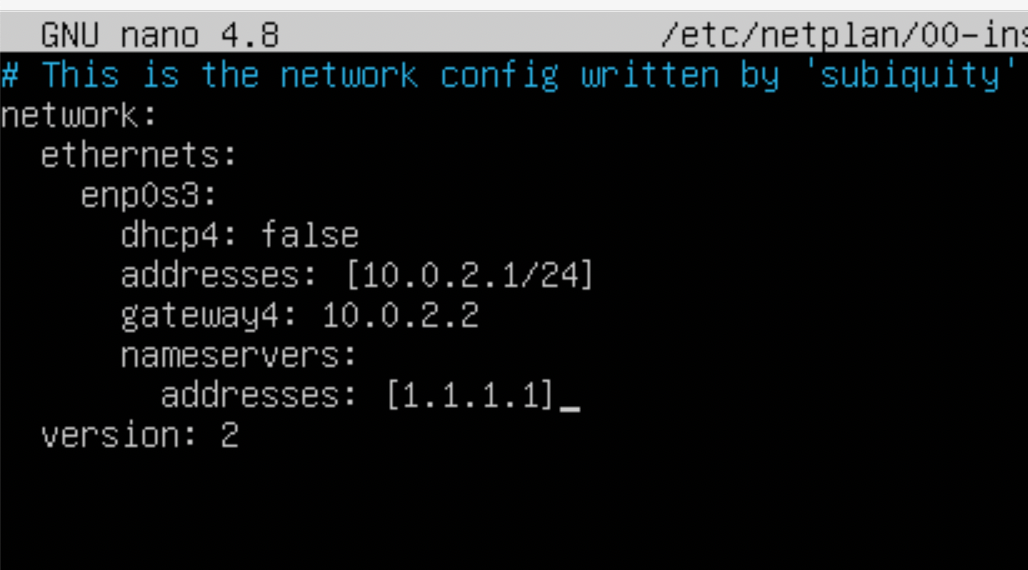 GNU nano 4.8 /etc/netplan/00-ins
# This is the network config written by 'subiquity'
network:
  ethernets:
    enp0s3:
      dhcp4: false
      addresses: [10.0.2.1/24]
      gateway4: 10.0.2.2
      nameservers:
        addresses: [1.1.1.1]
  version: 2